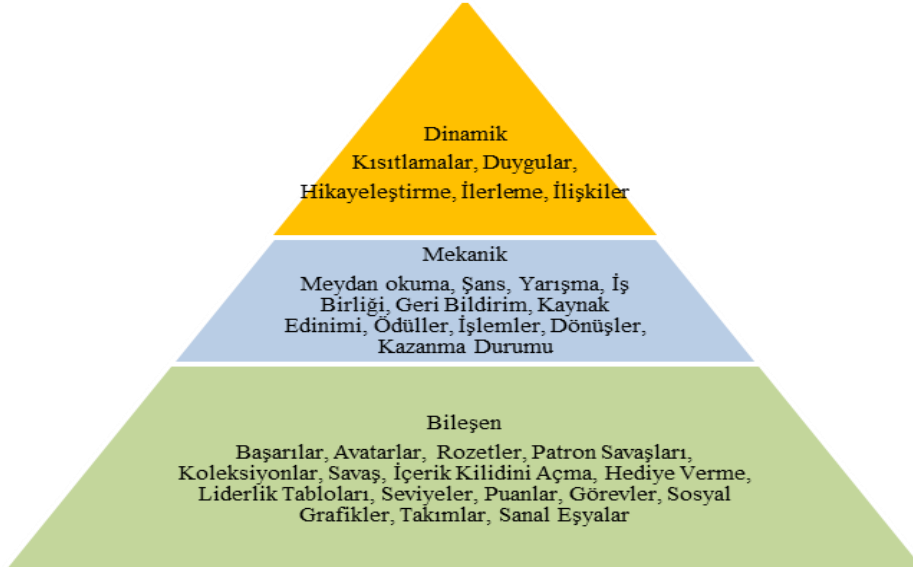 Dinamik
Kısıtlamalar, Duygular,
Hikayeleştirme, İlerleme, İlişkiler
Mekanik
Meydan okuma, Şans, Yarışma, İş
Birliği, Geri Bildirim, Kaynak
Edinimi, Ödüller, İşlemler, Dönüşler,
Kazanma Durumu
Bileşen
Başarılar, Avatarlar, Rozetler, Patron Savaşları,
Koleksiyonlar, Savaş, İçerik Kilidini Açma, Hediye Verme,
Liderlik Tabloları, Seviyeler, Puanlar, Görevler, Sosyal
Grafikler, Takımlar, Sanal Eşyalar